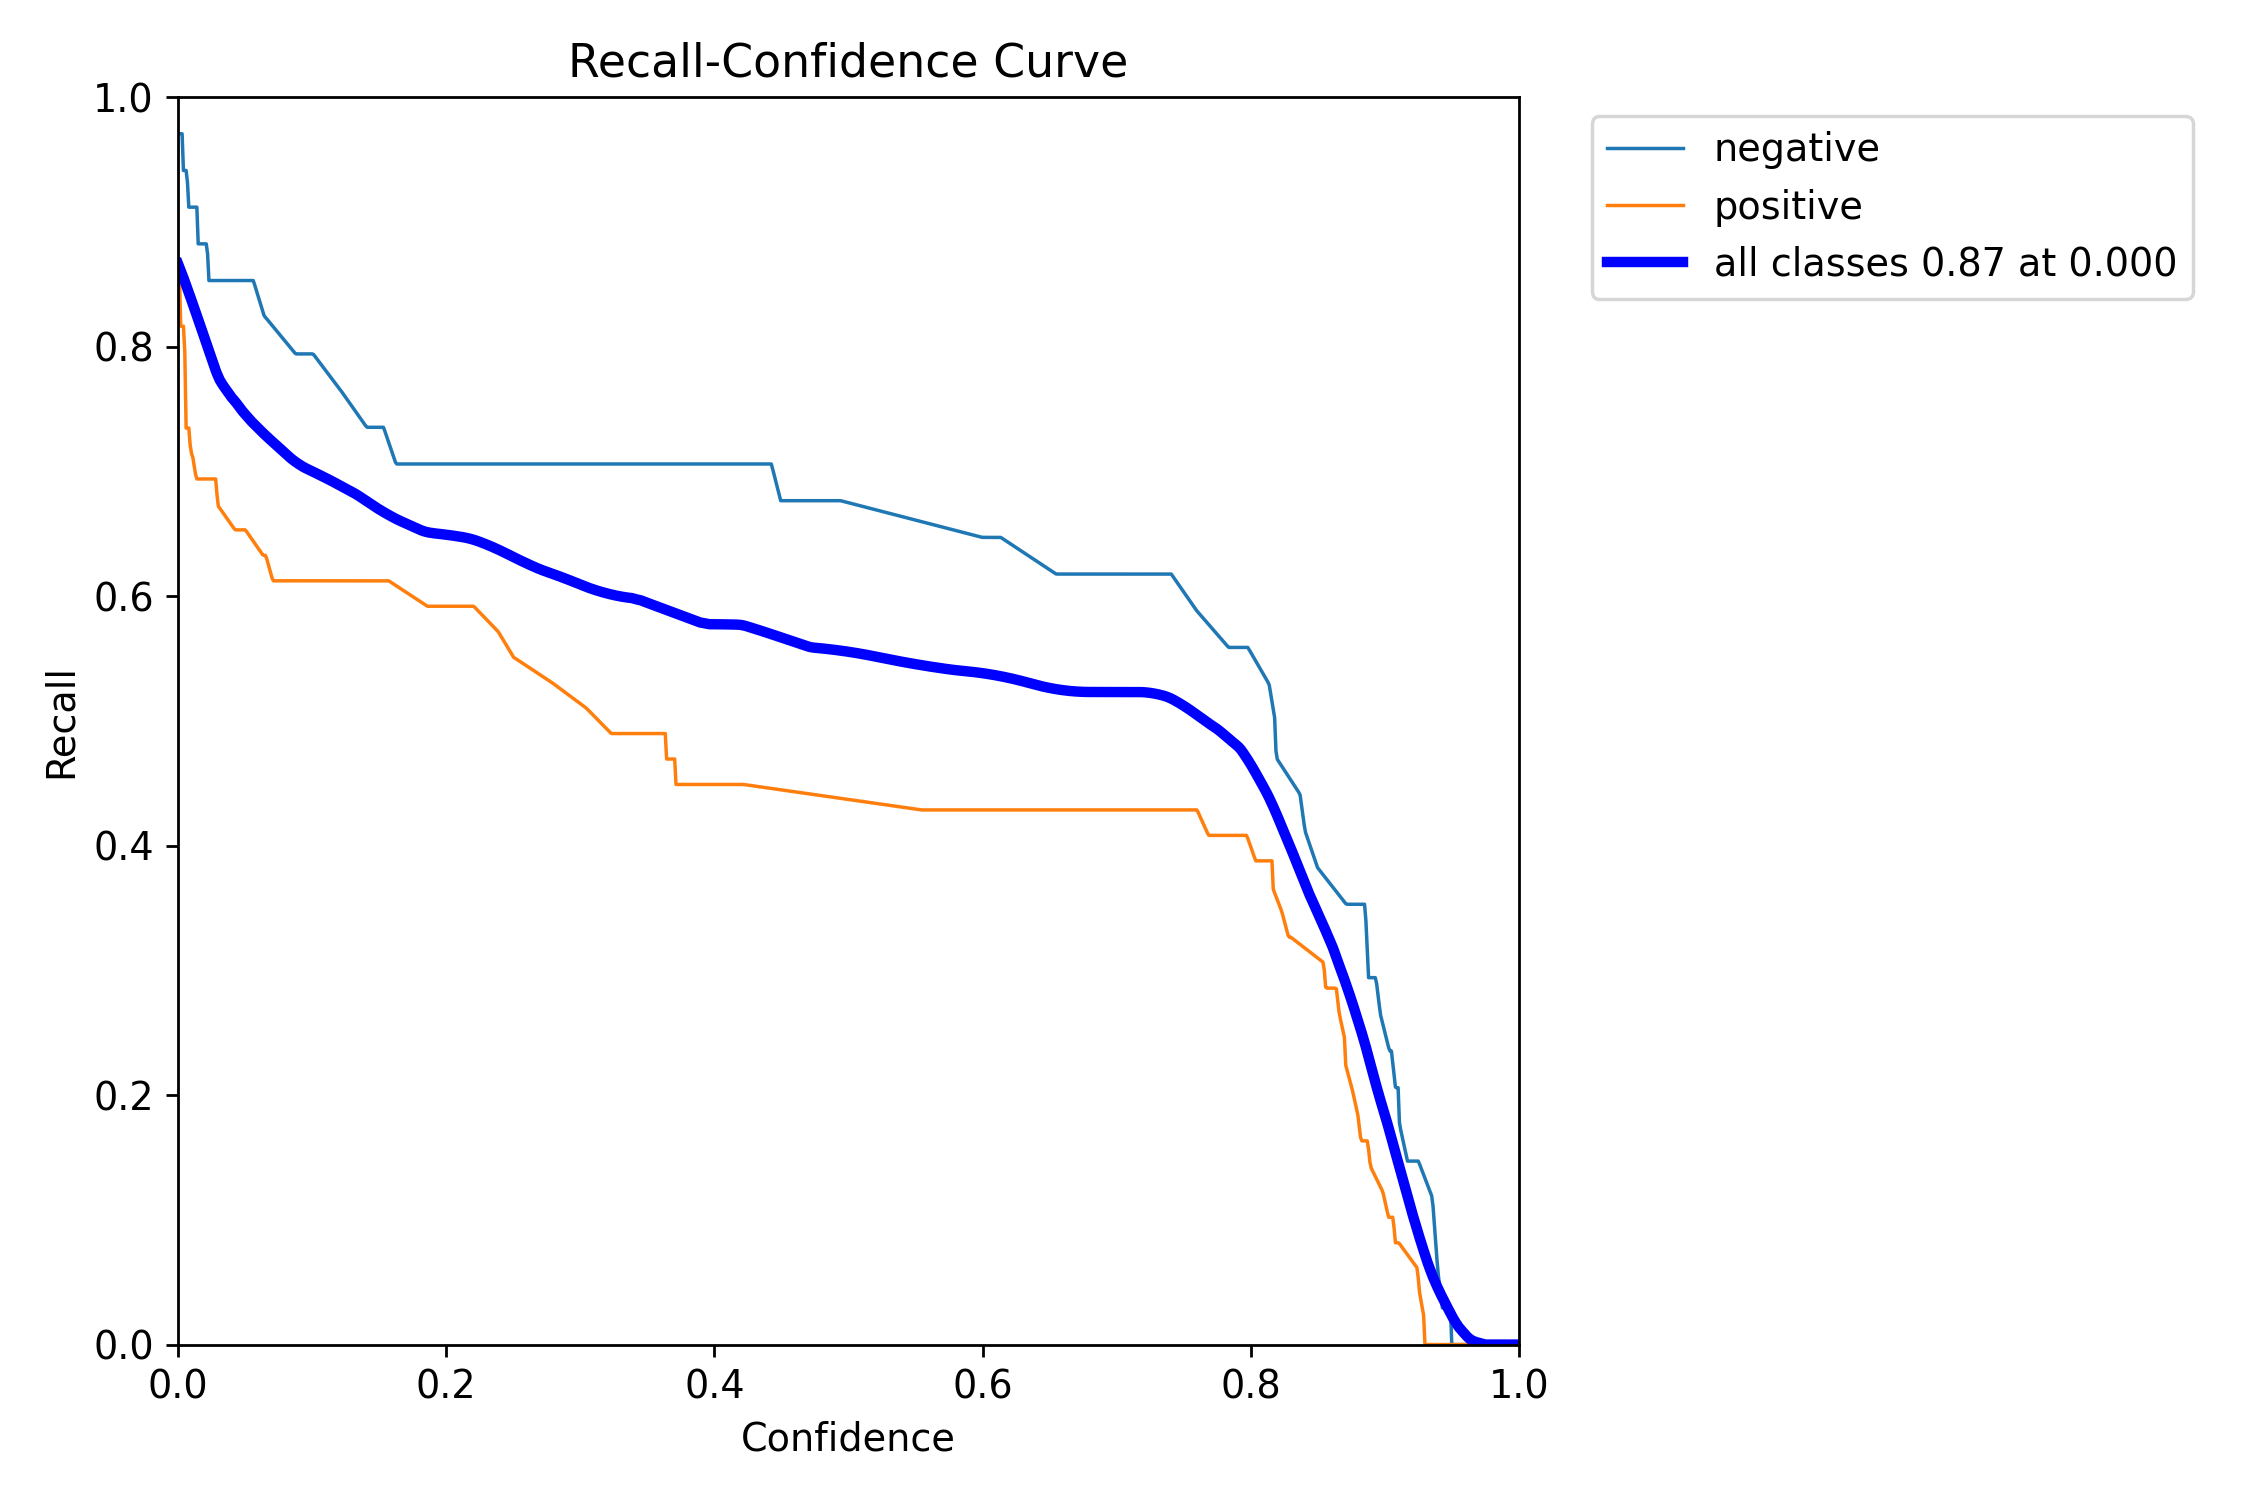 Recall-Confidence Curve
negative
positive
all classes 0.87 at 0.000
1.0
0.8
0.6
0.4
0.2
0.0
Recall
0.0 0.2 0.4 0.6 0.8 1.0
Confidence